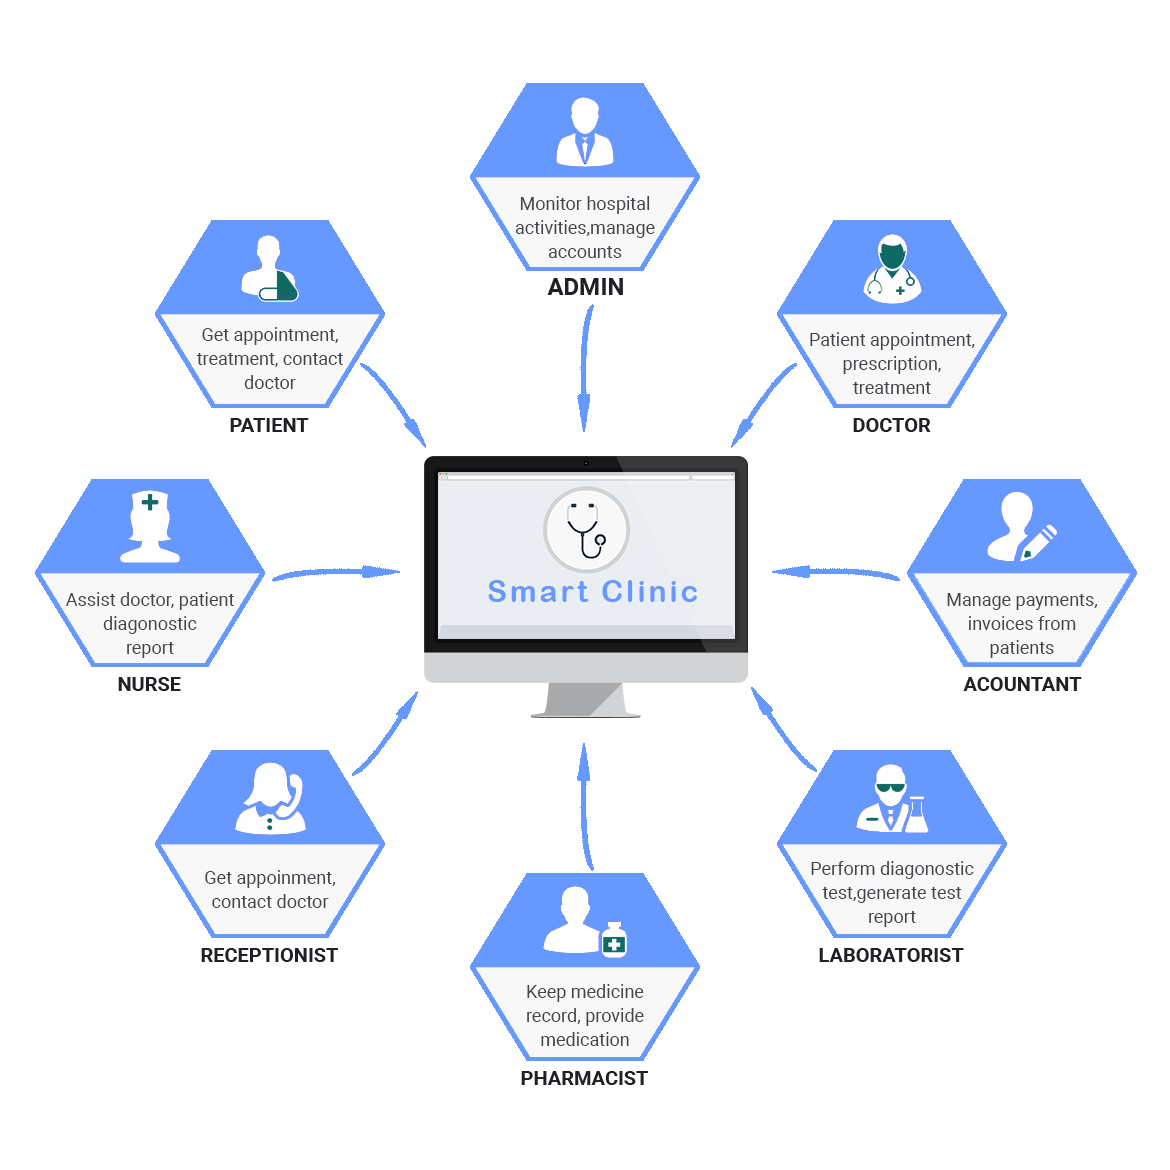 Monitor hospital
activities,manage
accounts
ADMIN
Get appointment,
treatment, contact
doctor
PATIENT
Patient appointment,
prescription,
treatment
DOCTOR
Smart Clinic
Assist doctor, patient
diagonostic
report
NURSE
Manage payments,
invoices from
patients
ACOUNTANT
Get appoinment,
contact doctor
RECEPTIONIST
Perform diagonostic
test,generate test
report
LABORATORIST
Keep medicine
record, provide
medication
PHARMACIST